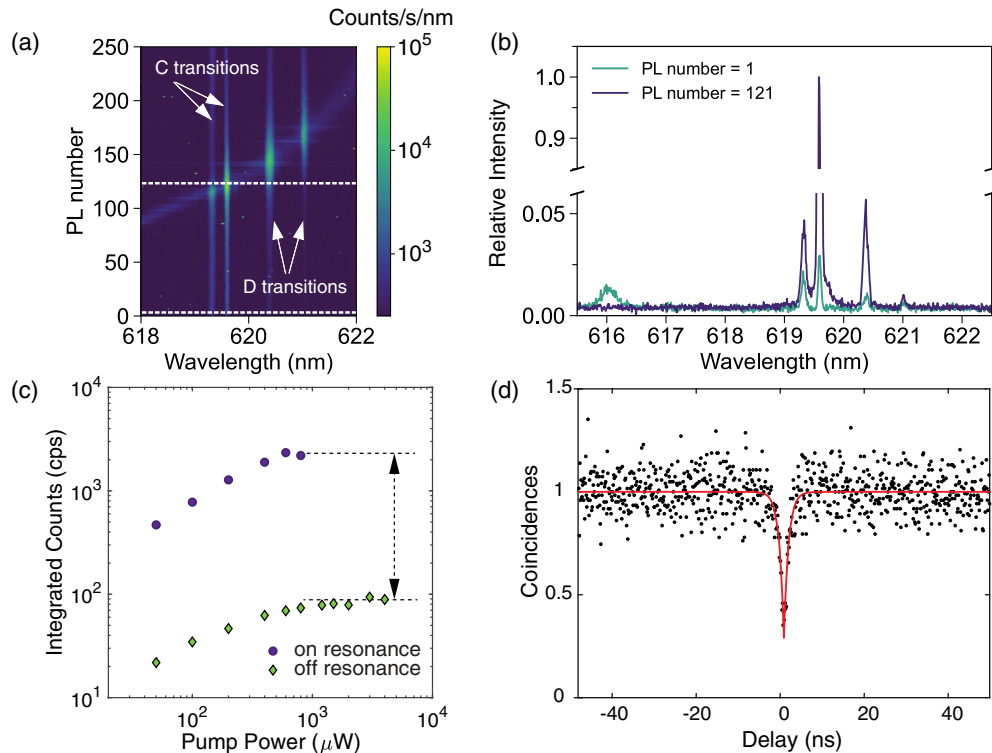 Counts/s/nm
(a)
C transitions
D transitions
PL number
250
200
150
100
50
0
618
620
622
Wavelength (nm)
10^5
10^4
10^3
(b)
PL number = 1
PL number = 121
Relative Intensity
1.0
0.9
0.05
0.00
616
617
618
619
620
621
622
Wavelength (nm)
(c)
Integrated Counts (cps)
10^4
10^3
10^2
10^1
on resonance
off resonance
10^2
10^3
10^4
Pump Power (μW)
(d)
Coincidences
1.5
1
0.5
0
-40
-20
0
20
40
Delay (ns)